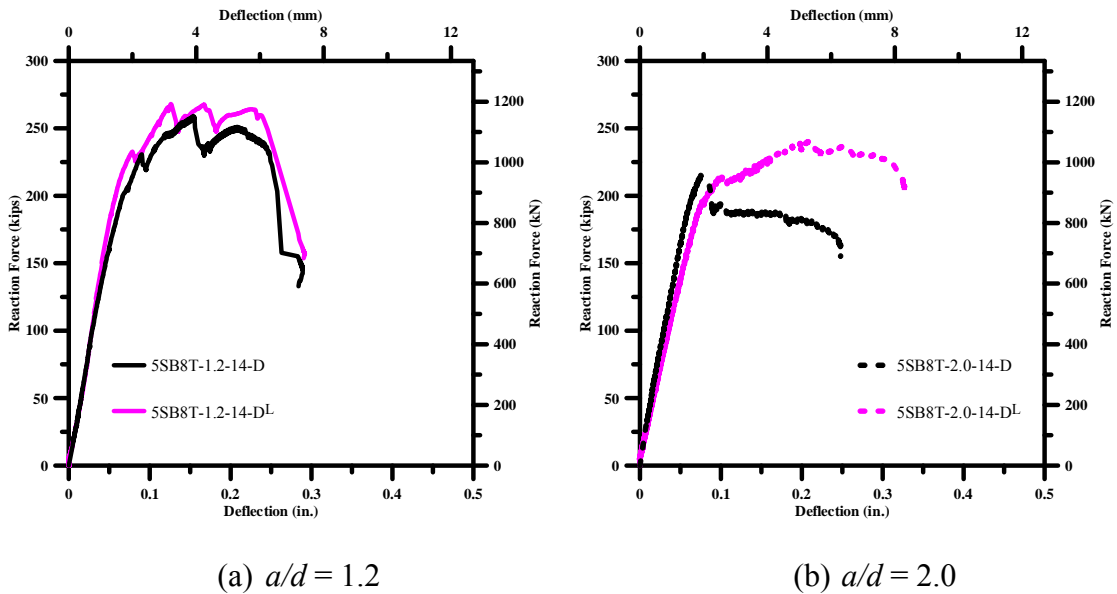 Deflection (mm)
0 4 8 12
300
250
200
150
100
50
0
Reaction Force (kips)
1200
1000
800
600
400
200
0
Reaction Force (kN)
5SB8T-1.2-14-D
5SB8T-1.2-14-DL
0 0.1 0.2 0.3 0.4 0.5
Deflection (in.)
(a) a/d = 1.2
Deflection (mm)
0 4 8 12
300
250
200
150
100
50
0
Reaction Force (kips)
1200
1000
800
600
400
200
0
Reaction Force (kN)
5SB8T-2.0-14-D
5SB8T-2.0-14-DL
0 0.1 0.2 0.3 0.4 0.5
Deflection (in.)
(b) a/d = 2.0